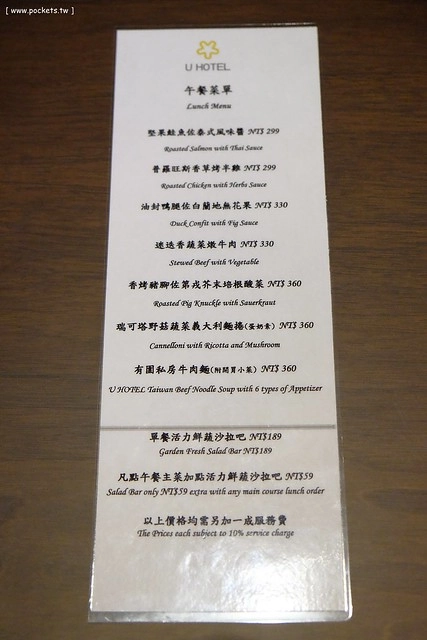 [ www.pockets.tw ]
U HOTEL
午餐菜單
Lunch Menu
堅果鮭魚佐泰式風味醬 NT$ 299
Roasted Salmon with Thai Sauce
普羅旺斯香草烤半雞 NT$ 299
Roasted Chicken with Herbs Sauce
油封鴨腿佐白蘭地無花果 NT$ 330
Duck Confit with Fig Sauce
迷迭香蔬菜燉牛肉 NT$ 330
Stewed Beef with Vegetable
香烤豬腳佐第戎芥末培根酸菜 NT$ 360
Roasted Pig Knuckle with Sauerkraut
瑞可塔野菇蔬菜義大利麵捲(蛋奶素) NT$ 360
Cannelloni with Ricotta and Mushroom
有園私房牛肉麵(附開胃小菜) NT$ 360
U HOTEL Taiwan Beef Noodle Soup with 6 types of Appetizer
單餐活力鮮蔬沙拉吧 NT$189
Garden Fresh Salad Bar NT$189
凡點午餐主菜加點活力鮮蔬沙拉吧 NT$59
Salad Bar only NT$59 extra with any main course lunch order
以上價格均需另加一成服務費
The Prices each subject to 10% service charge